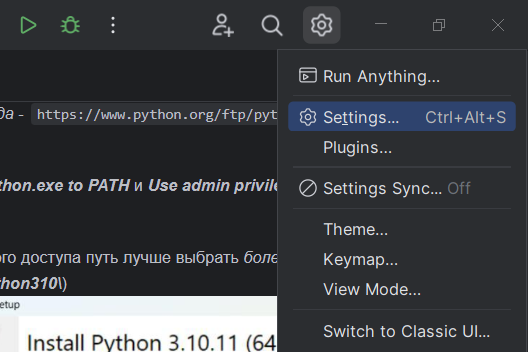 Run Anything...
да - https://www.python.org/ftp/pyt
Settings... Ctrl+Alt+S
Plugins...
thon.exe to PATH и Use admin privile
Settings Sync... Off
Theme...
ого доступа путь лучше выбрать боле
Keymap...
thon310\)
View Mode...
etup
Switch to Classic UI...
Install Python 3.10.11 (64